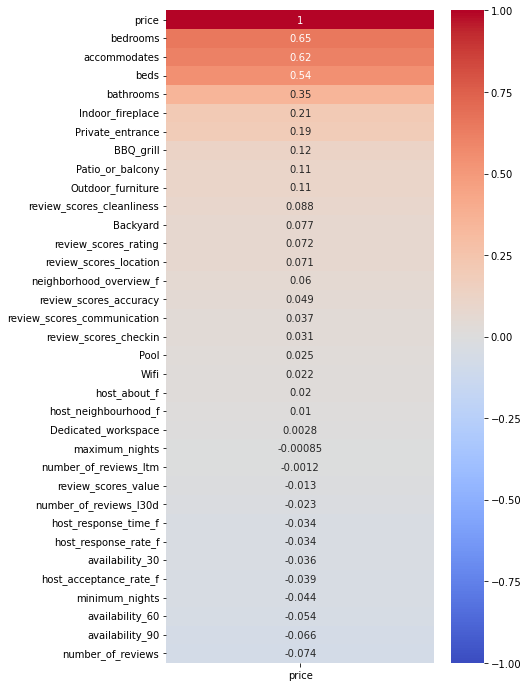 price 1
bedrooms 0.65
accommodates 0.62
beds 0.54
bathrooms 0.35
Indoor_fireplace 0.21
Private_entrance 0.19
BBQ_grill 0.12
Patio_or_balcony 0.11
Outdoor_furniture 0.11
review_scores_cleanliness 0.088
Backyard 0.077
review_scores_rating 0.072
review_scores_location 0.071
neighborhood_overview_f 0.06
review_scores_accuracy 0.049
review_scores_communication 0.037
review_scores_checkin 0.031
Pool 0.025
Wifi 0.022
host_about_f 0.02
host_neighbourhood_f 0.01
Dedicated_workspace 0.0028
maximum_nights -0.00085
number_of_reviews_ltm -0.0012
review_scores_value -0.013
number_of_reviews_l30d -0.023
host_response_time_f -0.034
host_response_rate_f -0.034
availability_30 -0.036
host_acceptance_rate_f -0.039
minimum_nights -0.044
availability_60 -0.054
availability_90 -0.066
number_of_reviews -0.074
price
1.00
0.75
0.50
0.25
0.00
−0.25
−0.50
−0.75
−1.00